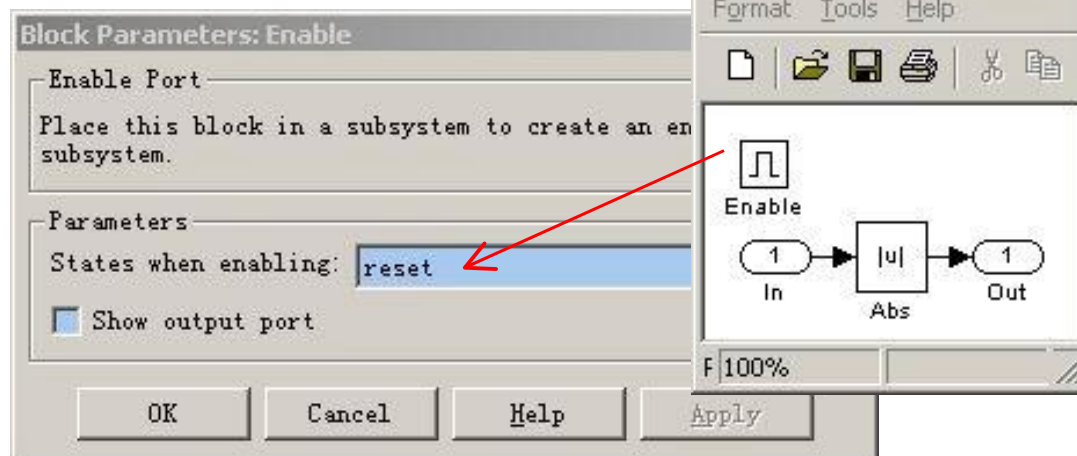 Block Parameters: Enable
Enable Port
Place this block in a subsystem to create an en
subsystem.
Parameters
States when enabling: reset
Show output port
OK Cancel Help Apply
Format Tools Help
Enable
1 |u| 1
In Abs Out
F 100%